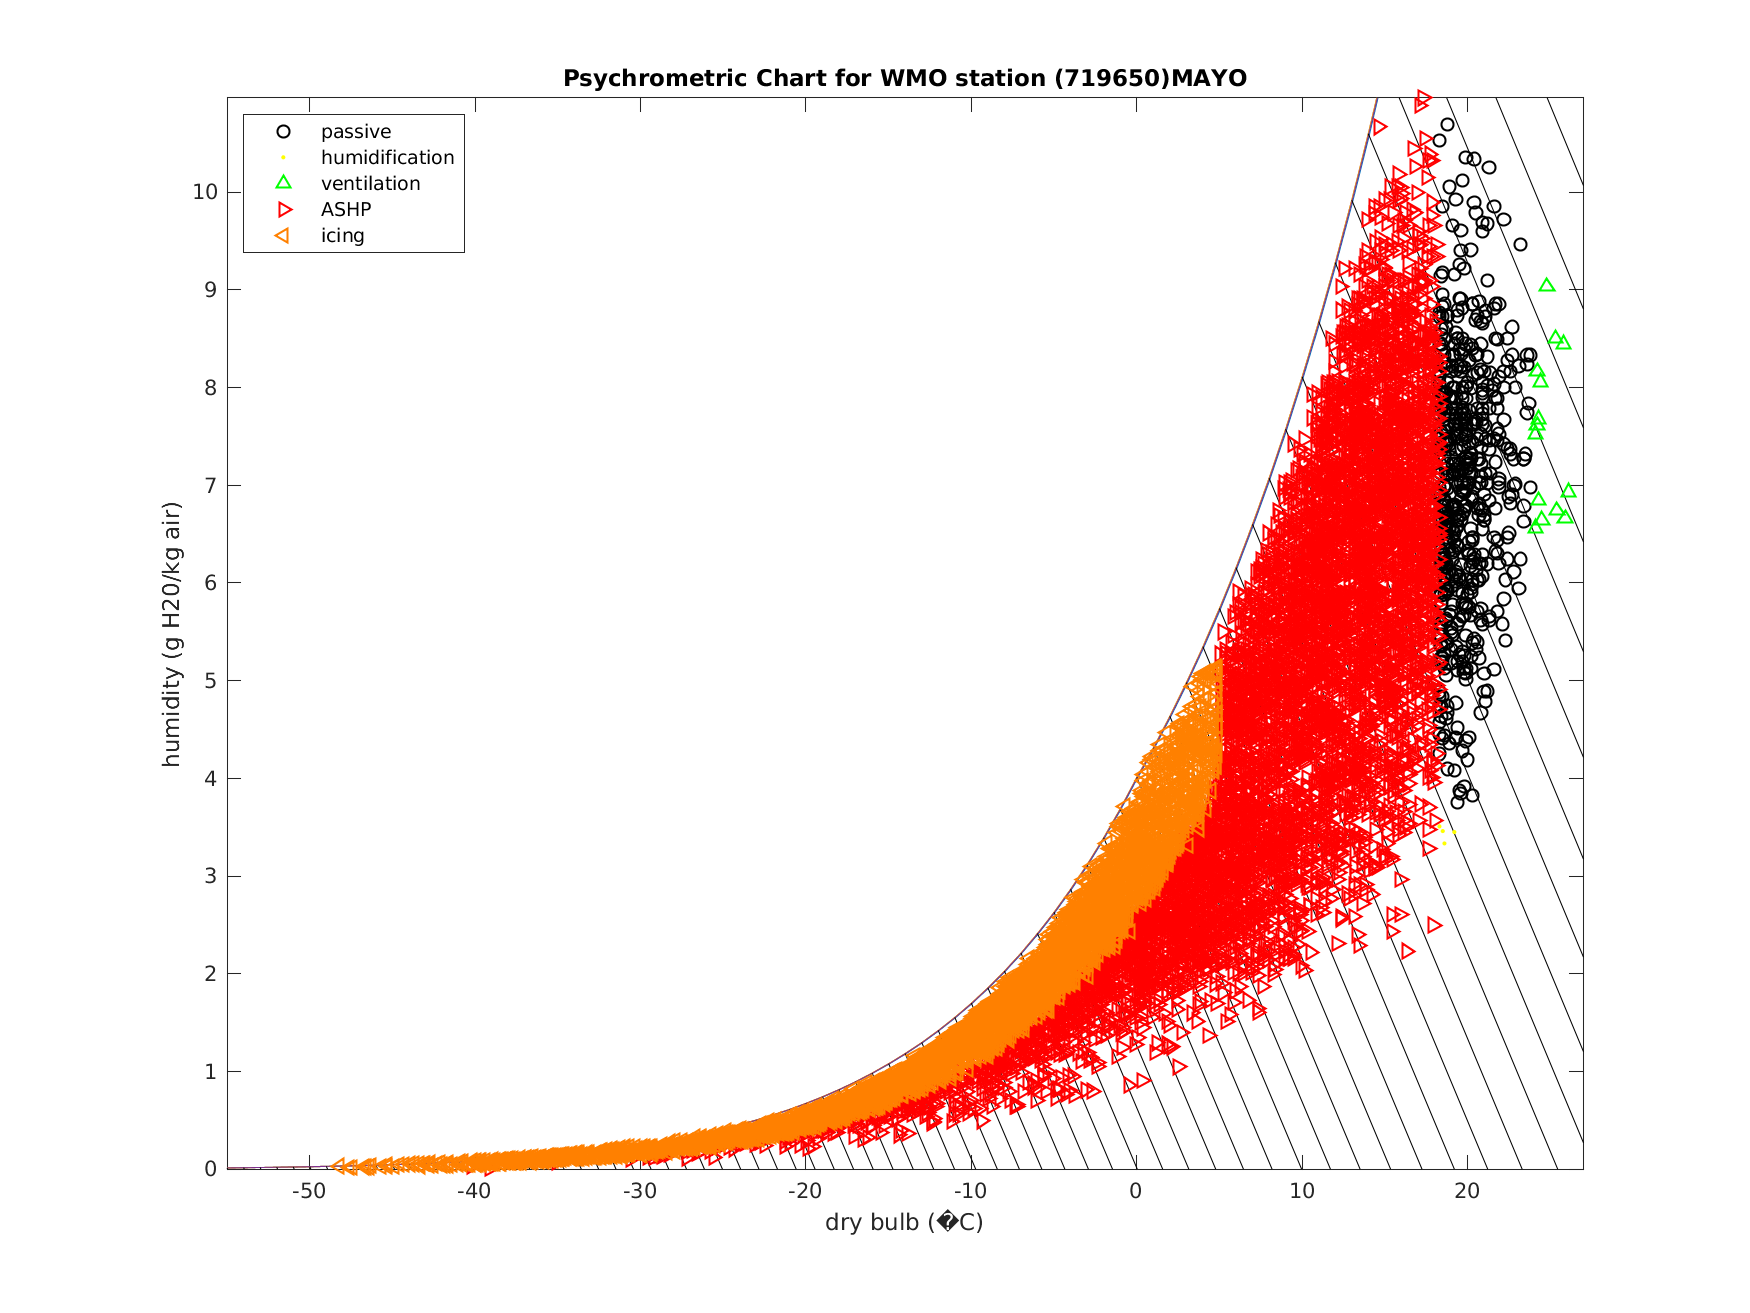 Psychrometric Chart for WMO station (719650)MAYO
passive
humidification
ventilation
ASHP
icing
humidity (g H20/kg air)
10
9
8
7
6
5
4
3
2
1
0
-50 -40 -30 -20 -10 0 10 20
dry bulb (�C)